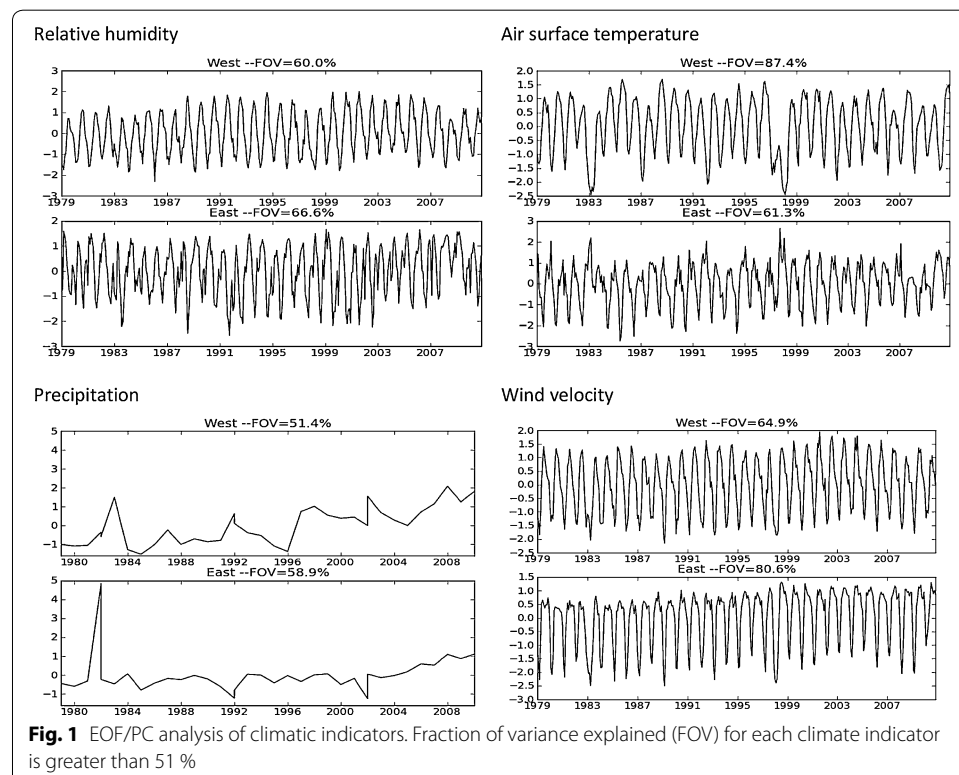 Relative humidity
West --FOV=60.0%
3
2
1
0
−1
−2
−3
1979 1983 1987 1991 1995 1999 2003 2007
East --FOV=66.6%
2
1
0
−1
−2
−3
1979 1983 1987 1991 1995 1999 2003 2007
Air surface temperature
West --FOV=87.4%
2.0
1.5
1.0
0.5
0.0
−0.5
−1.0
−1.5
−2.0
−2.5
1979 1983 1987 1991 1995 1999 2003 2007
East --FOV=61.3%
3
2
1
0
−1
−2
−3
1979 1983 1987 1991 1995 1999 2003 2007
Precipitation
West --FOV=51.4%
5
4
3
2
1
0
−1
1980 1984 1988 1992 1996 2000 2004 2008
East --FOV=58.9%
5
4
3
2
1
0
−1
1980 1984 1988 1992 1996 2000 2004 2008
Wind velocity
West --FOV=64.9%
2.0
1.5
1.0
0.5
0.0
−0.5
−1.0
−1.5
−2.0
−2.5
1979 1983 1987 1991 1995 1999 2003 2007
East --FOV=80.6%
1.5
1.0
0.5
0.0
−0.5
−1.0
−1.5
−2.0
−2.5
−3.0
1979 1983 1987 1991 1995 1999 2003 2007
Fig. 1 EOF/PC analysis of climatic indicators. Fraction of variance explained (FOV) for each climate indicator
is greater than 51 %